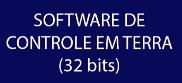 SOFTWARE DE
CONTROLE EM TERRA
(32 bits)